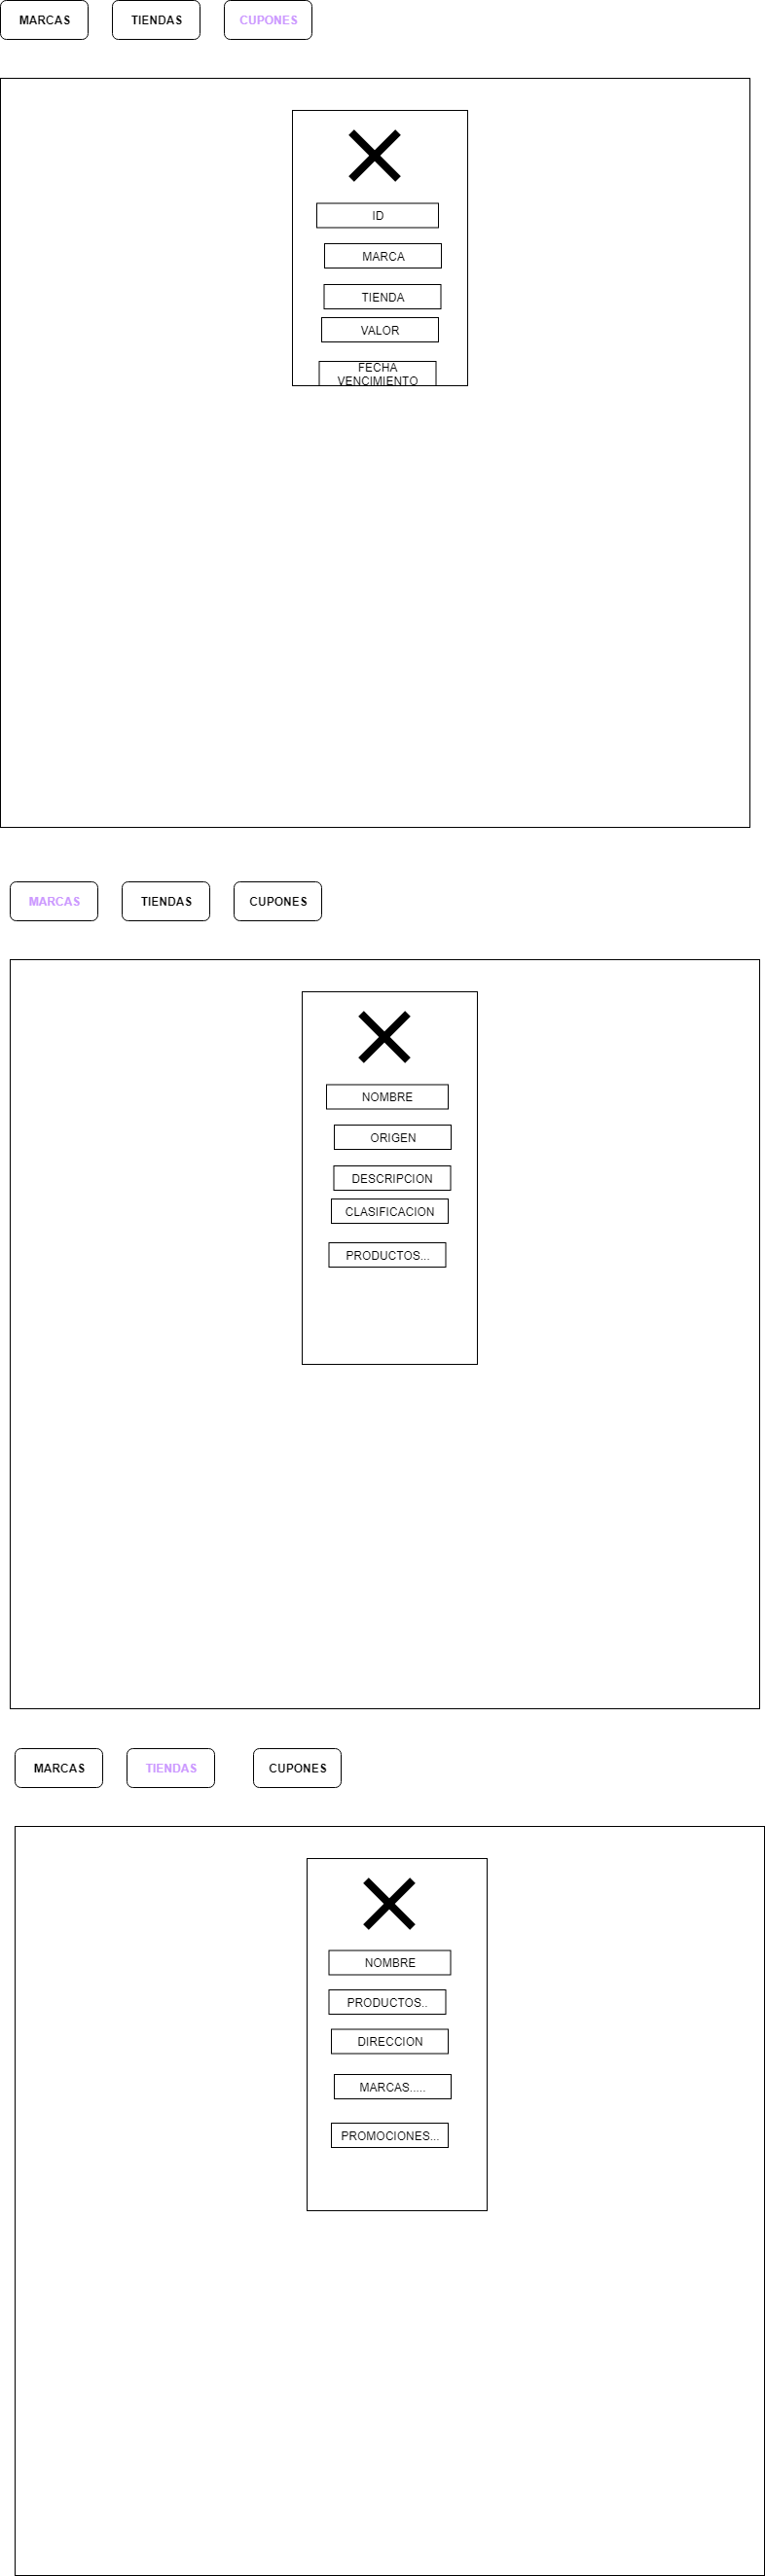 MARCAS TIENDAS CUPONES
ID
MARCA
TIENDA
VALOR
FECHA
VENCIMIENTO
MARCAS TIENDAS CUPONES
NOMBRE
ORIGEN
DESCRIPCION
CLASIFICACION
PRODUCTOS...
MARCAS TIENDAS CUPONES
NOMBRE
PRODUCTOS..
DIRECCION
MARCAS.....
PROMOCIONES...